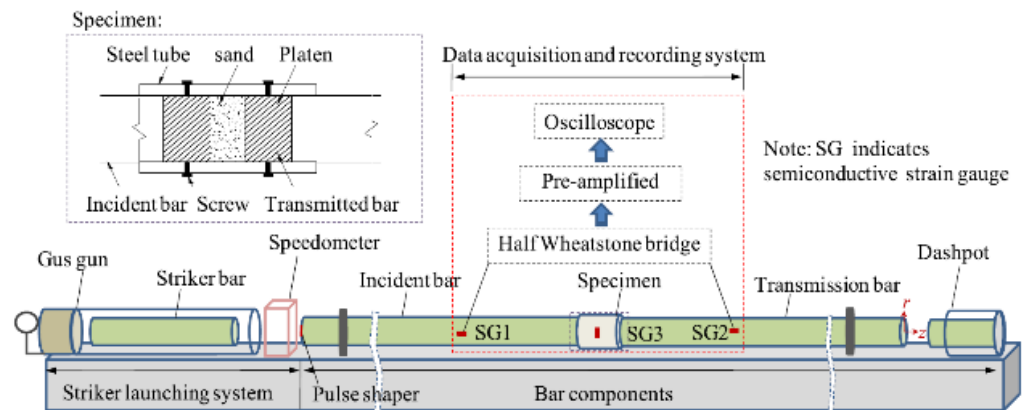 Specimen:
Steel tube
sand
Platen
Incident bar
Screw
Transmitted bar
Data acquisition and recording system
Oscilloscope
Pre-amplified
Half Wheatstone bridge
Note: SG indicates
semiconductive strain gauge
Gus gun
Striker bar
Speedometer
Incident bar
Specimen
Transmission bar
Dashpot
SG1
SG3
SG2
r
z
Striker launching system
Pulse shaper
Bar components